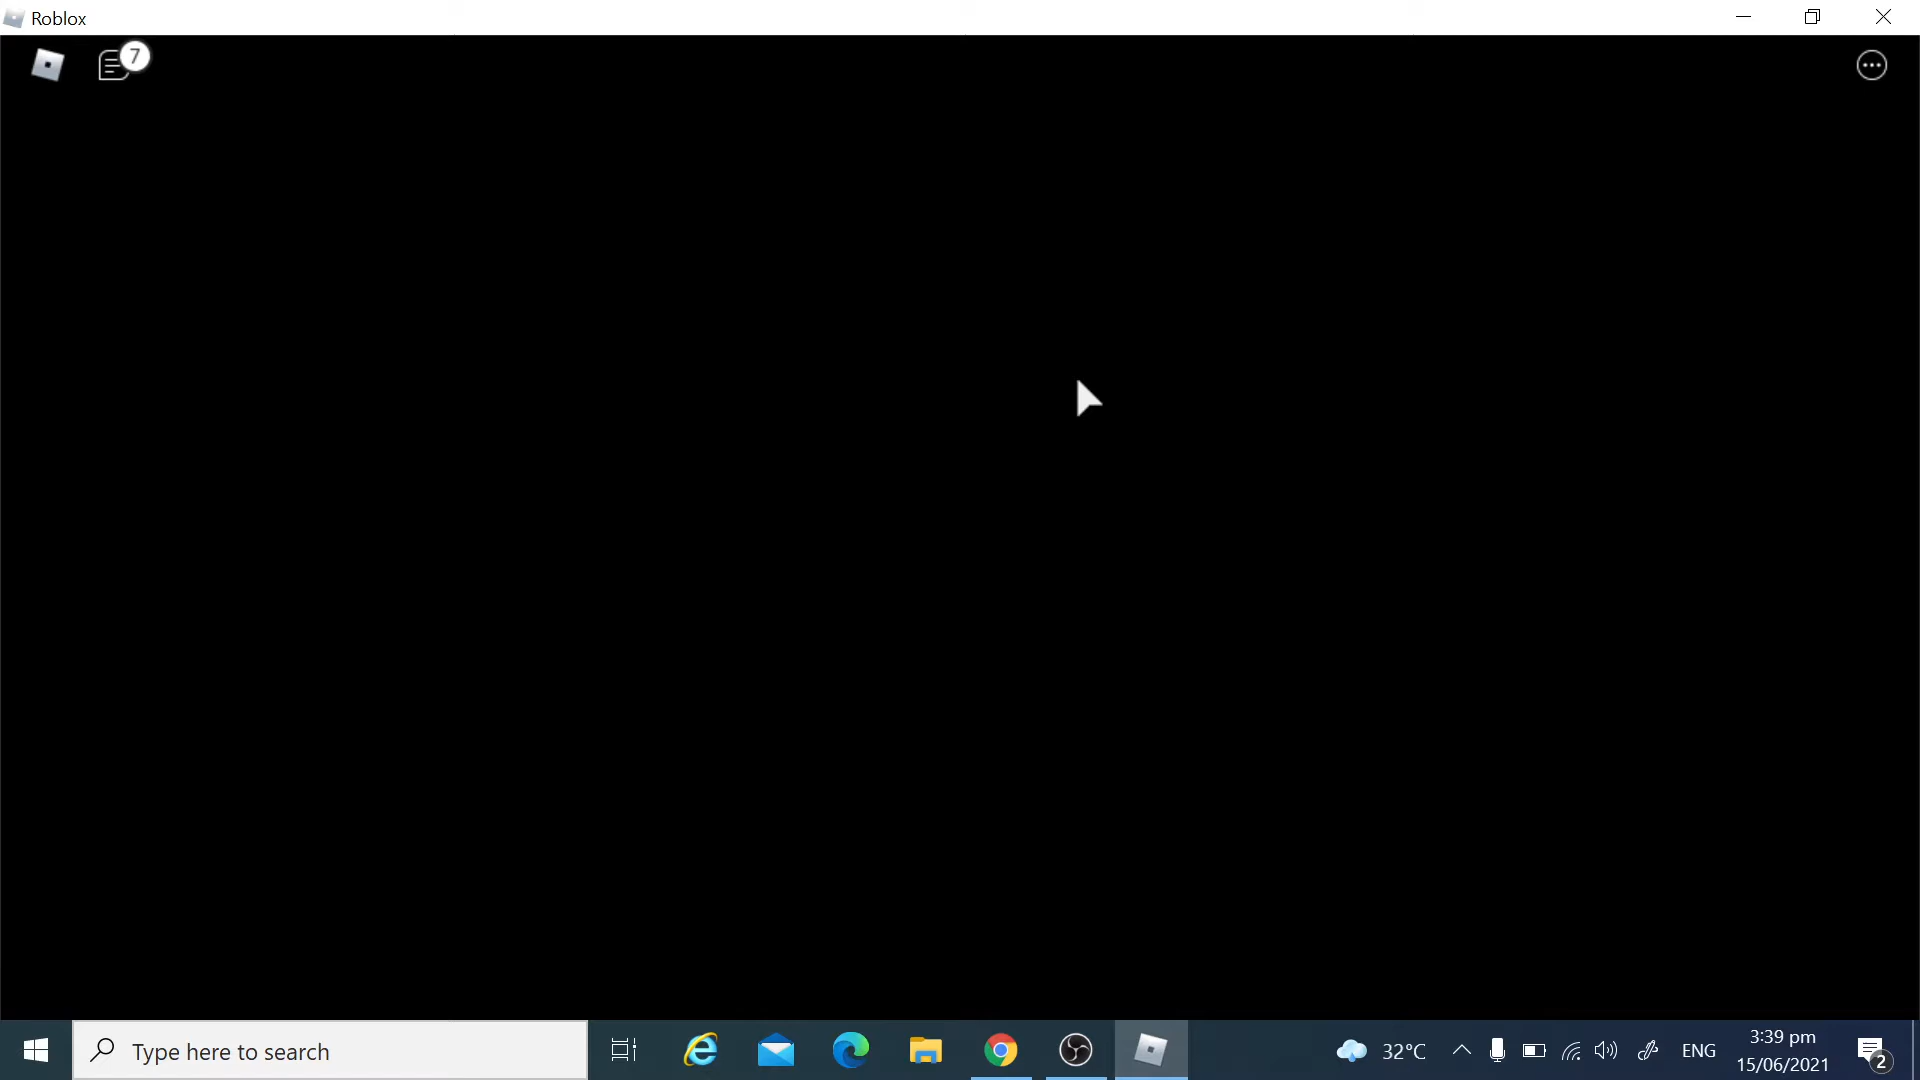 Roblox
7
Type here to search
32°C
ENG
3:39 pm
15/06/2021
2